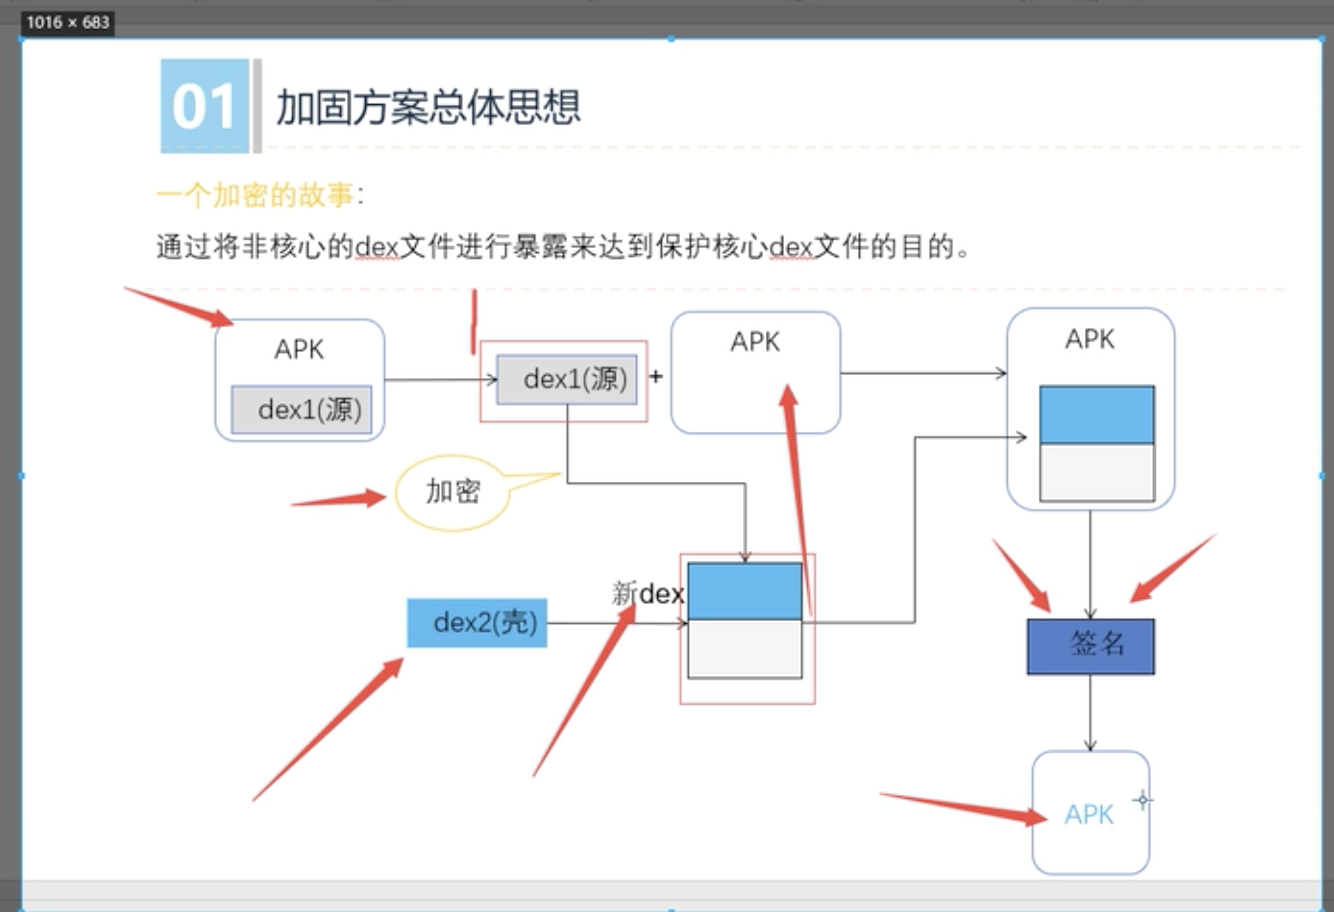 1016 × 683
01 加固方案总体思想
一个加密的故事：
通过将非核心的dex文件进行暴露来达到保护核心dex文件的目的。
APK
dex1(源)
dex1(源)
+
APK
APK
加密
新dex
dex2(壳)
签名
APK